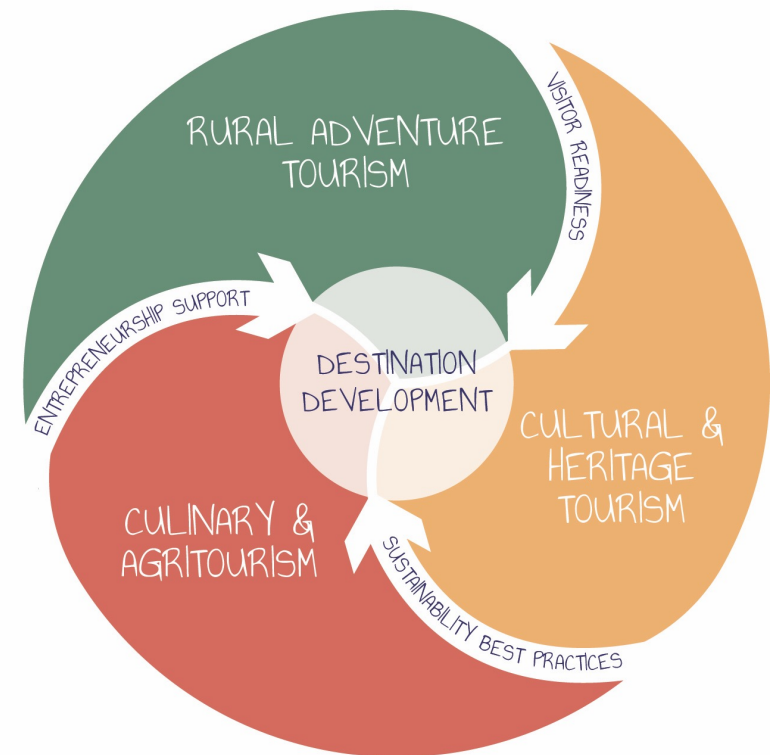 RURAL ADVENTURE
TOURISM
VISITOR READINESS
ENTREPRENEURSHIP SUPPORT
DESTINATION
DEVELOPMENT
CULTURAL &
HERITAGE
TOURISM
CULINARY &
AGRITOURISM
SUSTAINABILITY BEST PRACTICES